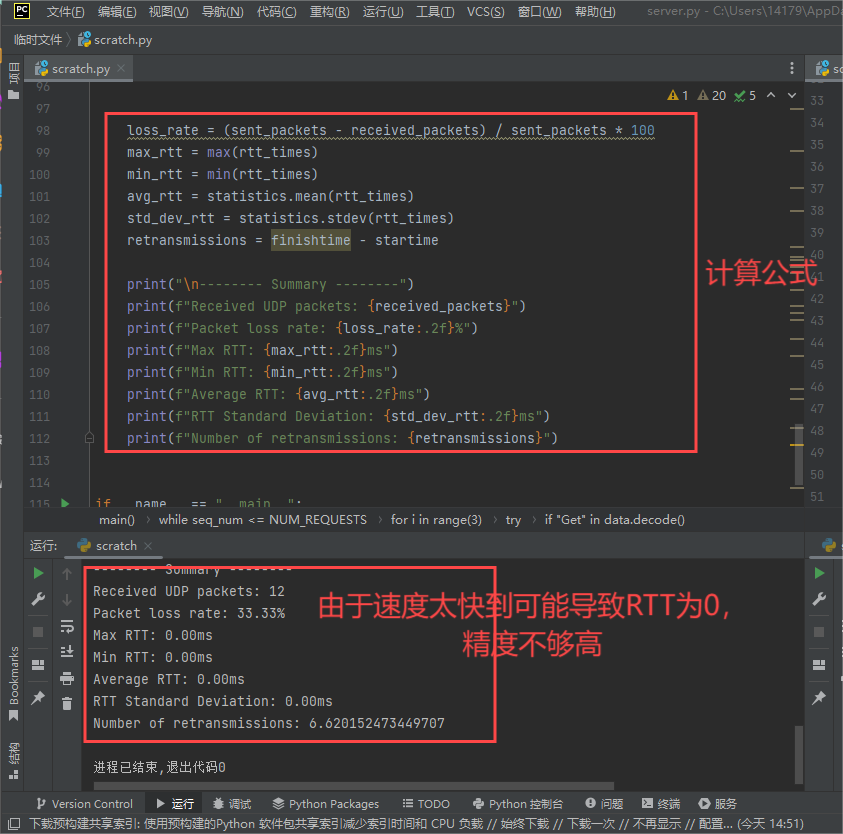 PC 文件(F) 编辑(E) 视图(V) 导航(N) 代码(C) 重构(R) 运行(U) 工具(T) VCS(S) 窗口(W) 帮助(H) server.py - C:\Users\14179\AppDa
临时文件 scratch.py
项目
scratch.py
1 20 5
96
97
98 loss_rate = (sent_packets - received_packets) / sent_packets * 100
99 max_rtt = max(rtt_times)
100 min_rtt = min(rtt_times)
101 avg_rtt = statistics.mean(rtt_times)
102 std_dev_rtt = statistics.stdev(rtt_times)
103 retransmissions = finishtime - startime
104
105 print("\n-------- Summary --------")
106 print(f"Received UDP packets: {received_packets}")
107 print(f"Packet loss rate: {loss_rate:.2f}%")
108 print(f"Max RTT: {max_rtt:.2f}ms")
109 print(f"Min RTT: {min_rtt:.2f}ms")
110 print(f"Average RTT: {avg_rtt:.2f}ms")
111 print(f"RTT Standard Deviation: {std_dev_rtt:.2f}ms")
112 print(f"Number of retransmissions: {retransmissions}")
113
114
115 if __name__ == "__main__":
计算公式
sc
33
34
35
36
37
38
39
40
41
42
43
44
45
46
47
48
49
50
51
main() while seq_num <= NUM_REQUESTS for i in range(3) try if "Get" in data.decode()
运行: scratch
-------- Summary --------
Received UDP packets: 12
Packet loss rate: 33.33%
Max RTT: 0.00ms
Min RTT: 0.00ms
Average RTT: 0.00ms
RTT Standard Deviation: 0.00ms
Number of retransmissions: 6.620152473449707
由于速度太快到可能导致RTT为0，
精度不够高
进程已结束,退出代码0
Bookmarks
结构
Version Control 运行 调试 Python Packages TODO Python 控制台 问题 终端 服务
下载预构建共享索引: 使用预构建的Python 软件包共享索引减少索引时间和 CPU 负载 // 始终下载 // 下载一次 // 不再显示 // 配置... (今天 14:51)